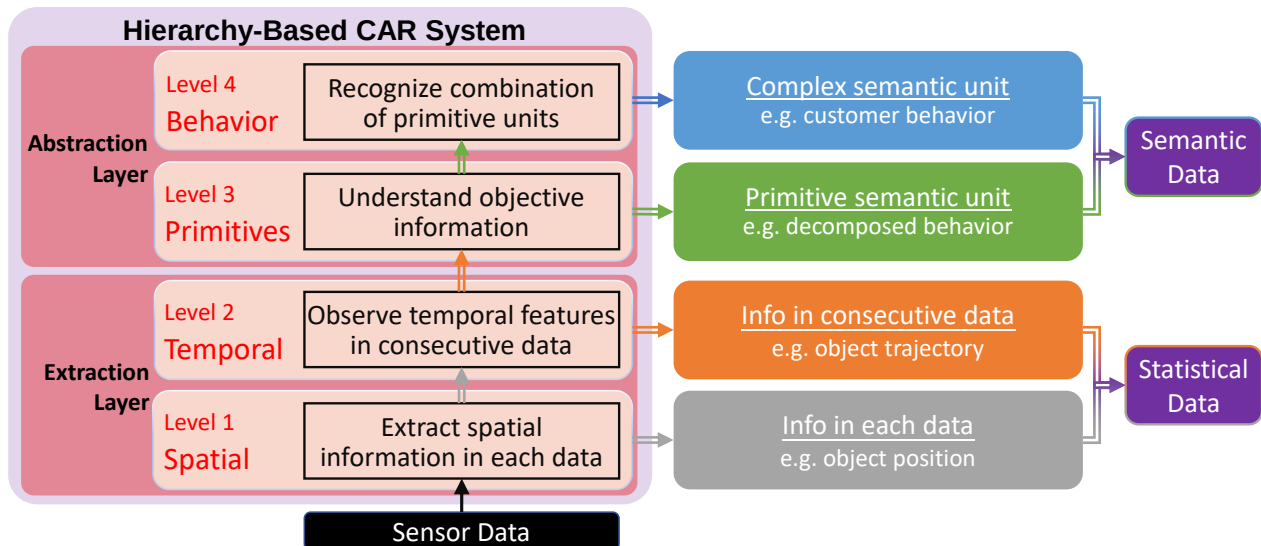 Hierarchy-Based CAR System
Abstraction
Layer
Level 4
Behavior
Recognize combination
of primitive units
Complex semantic unit
e.g. customer behavior
Level 3
Primitives
Understand objective
information
Primitive semantic unit
e.g. decomposed behavior
Semantic
Data
Extraction
Layer
Level 2
Temporal
Observe temporal features
in consecutive data
Info in consecutive data
e.g. object trajectory
Level 1
Spatial
Extract spatial
information in each data
Info in each data
e.g. object position
Statistical
Data
Sensor Data